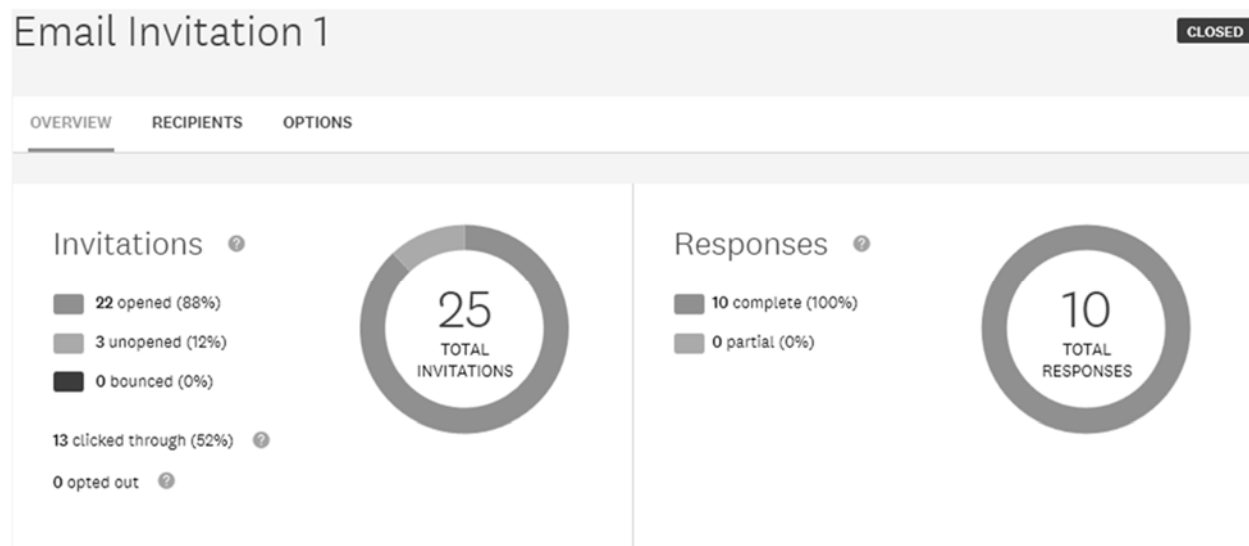 Email Invitation 1
CLOSED
OVERVIEW RECIPIENTS OPTIONS
Invitations ?
22 opened (88%)
3 unopened (12%)
0 bounced (0%)
13 clicked through (52%) ?
0 opted out ?
25
TOTAL
INVITATIONS
Responses ?
10 complete (100%)
0 partial (0%)
10
TOTAL
RESPONSES